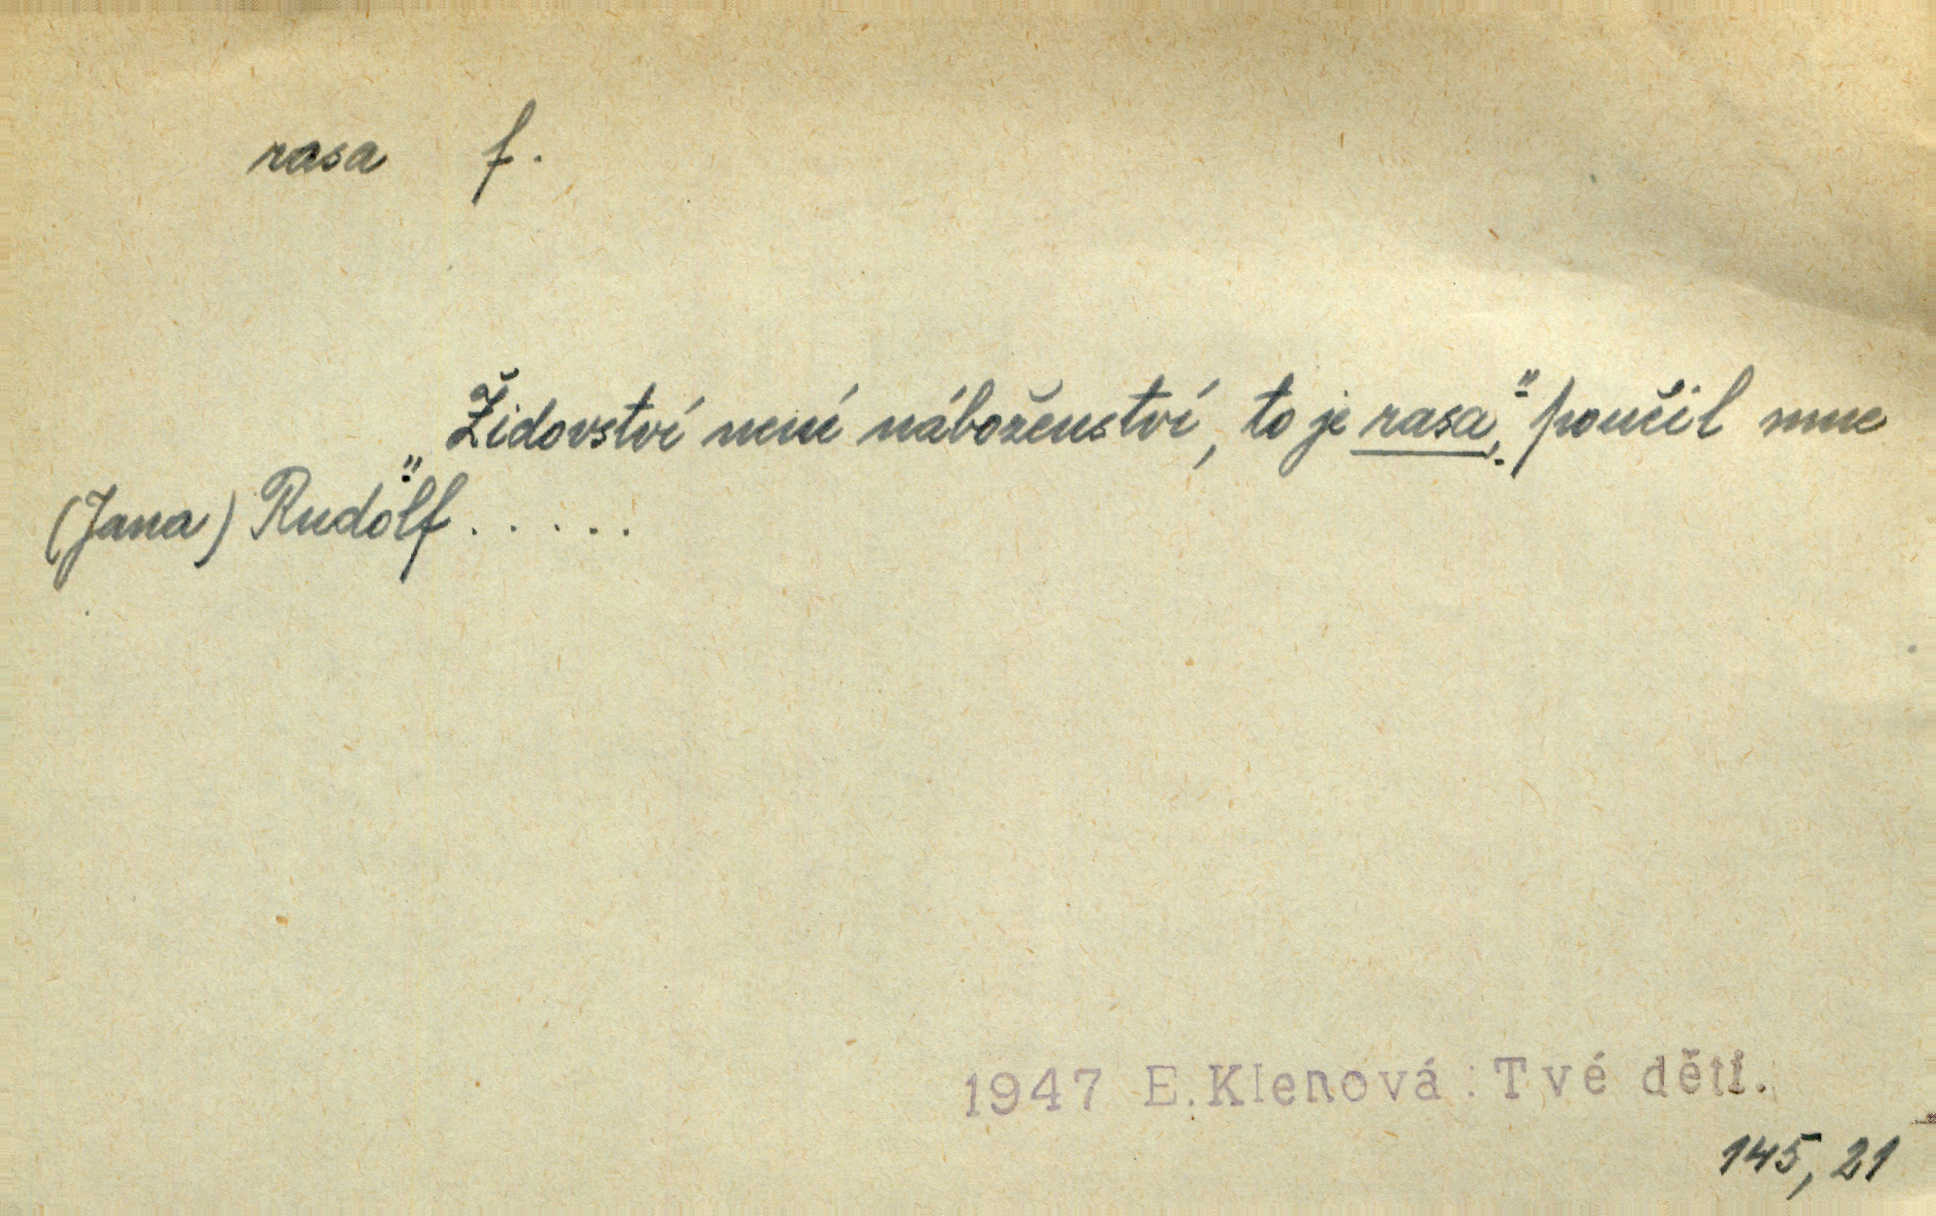 rasa f.
Židovství není náboženství, to je rasa," poučil mne
(Jana) Rudolf" . . . . .
1947 E.Klenová: Tvé děti.
145,21